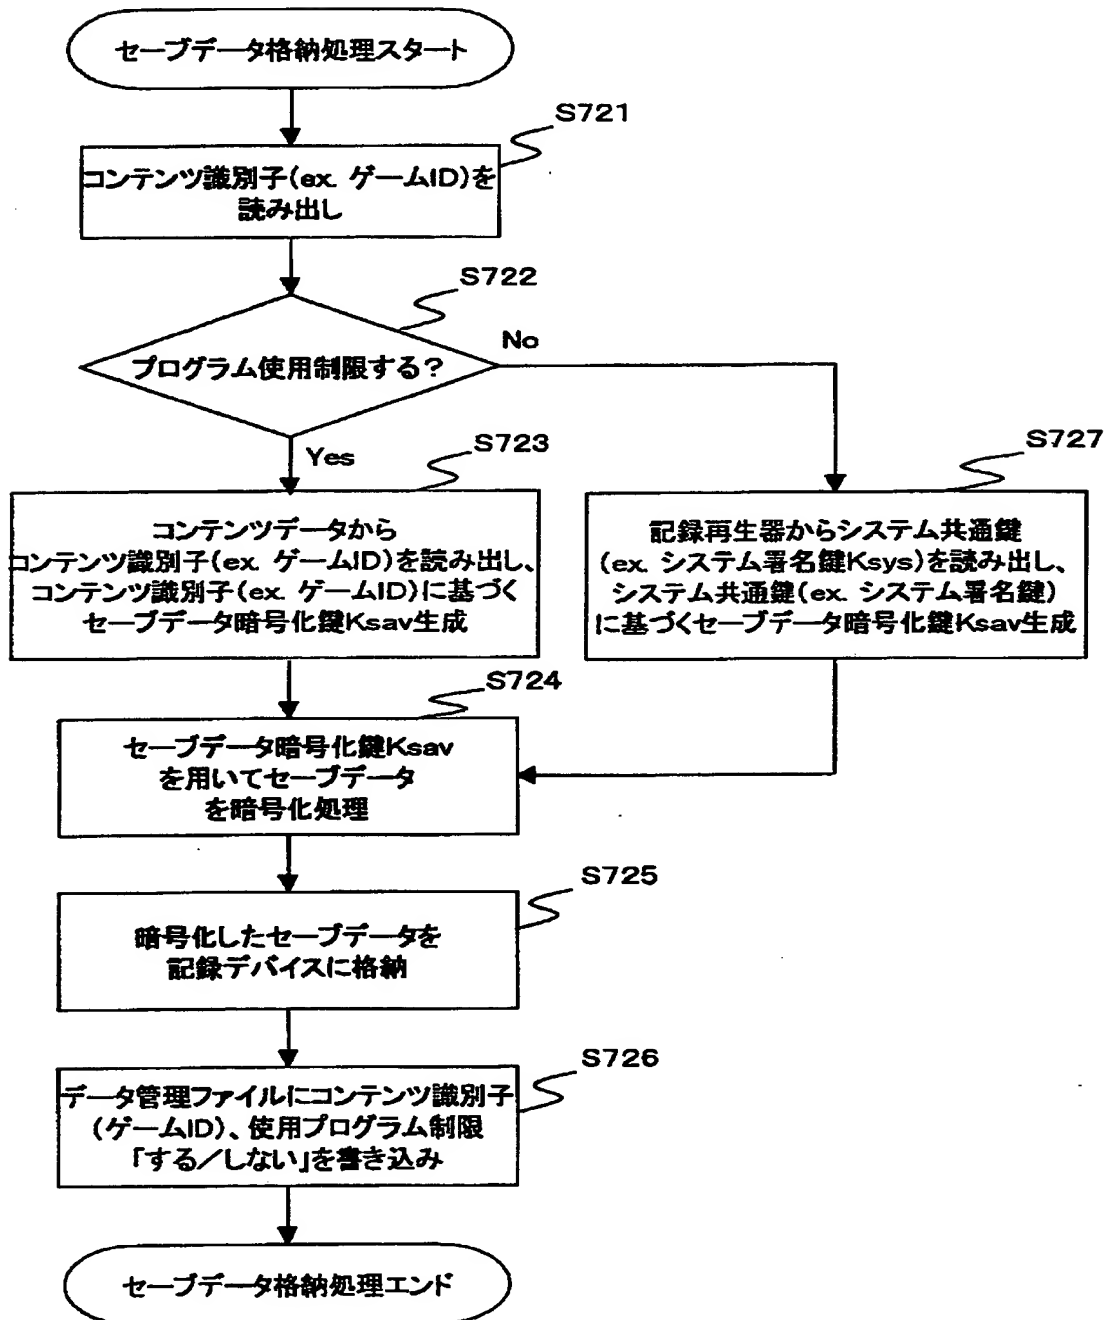 セーブデータ格納処理スタート
S721
コンテンツ識別子(ex. ゲームID)を
読み出し
S722
プログラム使用制限する?
No
Yes
S723
コンテンツデータから
コンテンツ識別子(ex. ゲームID)を読み出し、
コンテンツ識別子(ex. ゲームID)に基づく
セーブデータ暗号化鍵Ksav生成
S727
記録再生器からシステム共通鍵
(ex. システム署名鍵Ksys)を読み出し、
システム共通鍵(ex. システム署名鍵)
に基づくセーブデータ暗号化鍵Ksav生成
S724
セーブデータ暗号化鍵Ksav
を用いてセーブデータ
を暗号化処理
S725
暗号化したセーブデータを
記録デバイスに格納
S726
データ管理ファイルにコンテンツ識別子
(ゲームID)、使用プログラム制限
「する/しない」を書き込み
セーブデータ格納処理エンド